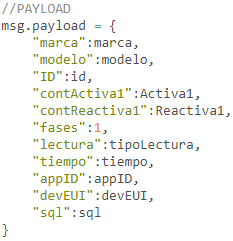 //PAYLOAD
msg.payload = {
    "marca":marca,
    "modelo":modelo,
    "ID":id,
    "contActiva1":Activa1,
    "contReactiva1":Reactiva1,
    "fases":1,
    "lectura":tipoLectura,
    "tiempo":tiempo,
    "appID":appID,
    "devEUI":devEUI,
    "sql":sql
}